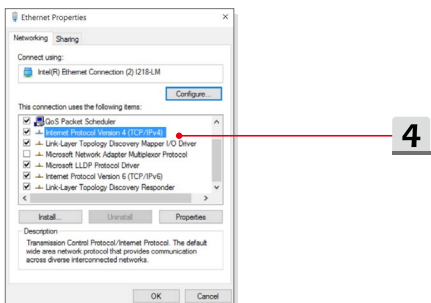 Ethernet Properties
Networking Sharing
Connect using:
Intel(R) Ethernet Connection (2) I218-LM
Configure...
This connection uses the following items:
QoS Packet Scheduler
Internet Protocol Version 4 (TCP/IPv4)
Link-Layer Topology Discovery Mapper I/O Driver
Microsoft Network Adapter Multiplexor Protocol
Microsoft LLDP Protocol Driver
Internet Protocol Version 6 (TCP/IPv6)
Link-Layer Topology Discovery Responder
Install... Uninstall Properties
Description
Transmission Control Protocol/Internet Protocol. The default
wide area network protocol that provides communication
across diverse interconnected networks.
OK Cancel
4